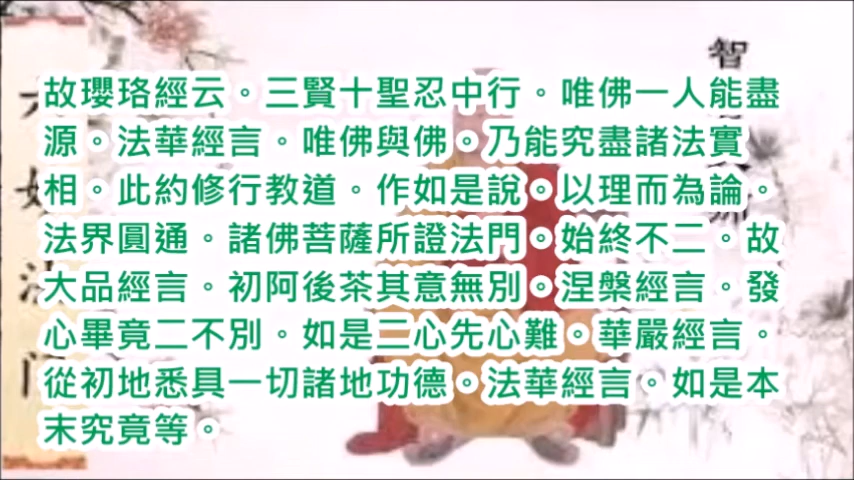 故瓔珞經云。三賢十聖忍中行。唯佛一人能盡
源。法華經言。唯佛與佛。乃能究盡諸法實
相。此約修行教道。作如是說。以理而為論。
法界圓通。諸佛菩薩所證法門。始終不二。故
大品經言。初阿後茶其意無別。涅槃經言。發
心畢竟二不別。如是二心先心難。華嚴經言。
從初地悉具一切諸地功德。法華經言。如是本
末究竟等。
智